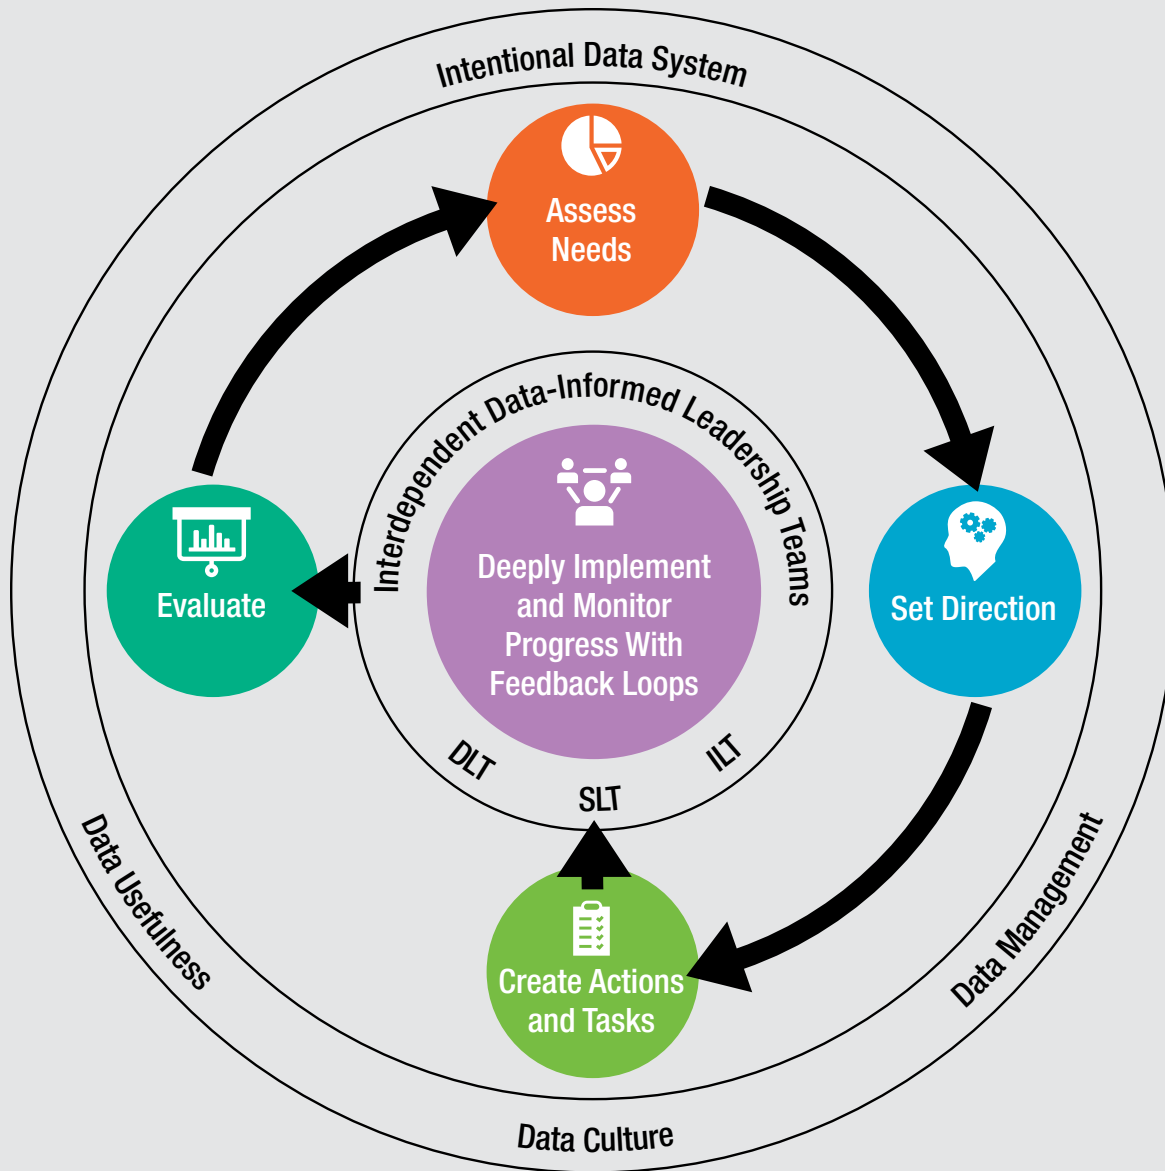 Intentional Data System
Assess
Needs
Interdependent Data-Informed Leadership Teams
Deeply Implement
and Monitor
Progress With
Feedback Loops
Evaluate
Set Direction
DLT
SLT
ILT
Create Actions
and Tasks
Data Usefulness
Data Culture
Data Management